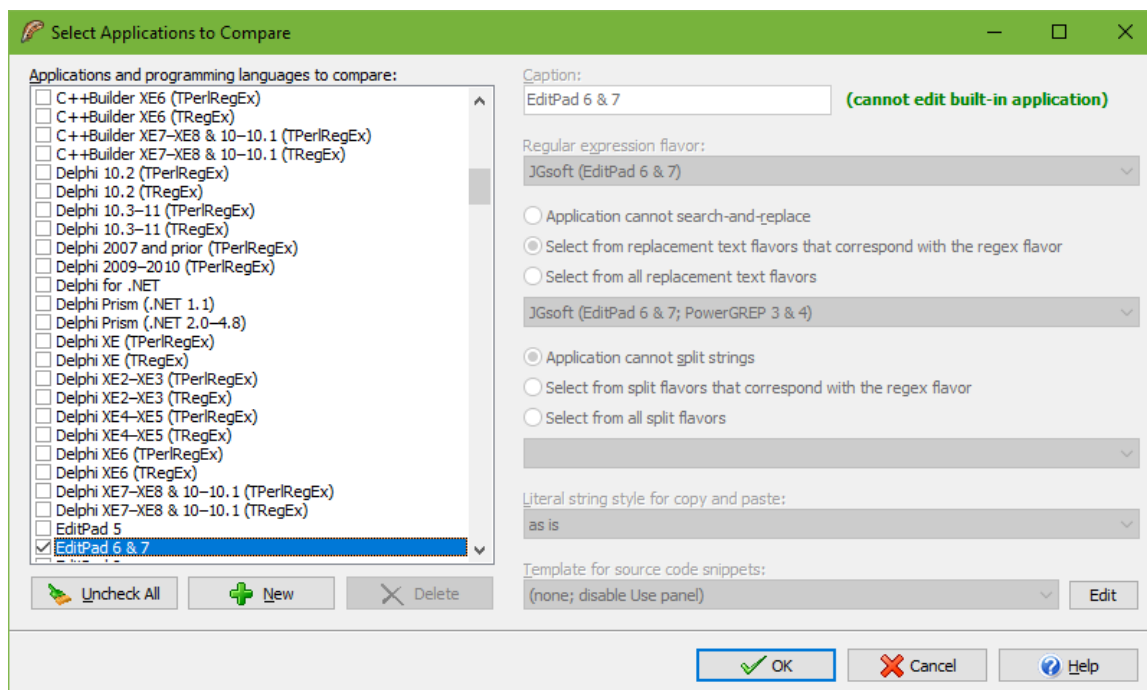 Select Applications to Compare
Applications and programming languages to compare:
C++Builder XE6 (TPerlRegEx)
C++Builder XE6 (TRegEx)
C++Builder XE7–XE8 & 10–10.1 (TPerlRegEx)
C++Builder XE7–XE8 & 10–10.1 (TRegEx)
Delphi 10.2 (TPerlRegEx)
Delphi 10.2 (TRegEx)
Delphi 10.3–11 (TPerlRegEx)
Delphi 10.3–11 (TRegEx)
Delphi 2007 and prior (TPerlRegEx)
Delphi 2009–2010 (TPerlRegEx)
Delphi for .NET
Delphi Prism (.NET 1.1)
Delphi Prism (.NET 2.0–4.8)
Delphi XE (TPerlRegEx)
Delphi XE (TRegEx)
Delphi XE2–XE3 (TPerlRegEx)
Delphi XE2–XE3 (TRegEx)
Delphi XE4–XE5 (TPerlRegEx)
Delphi XE4–XE5 (TRegEx)
Delphi XE6 (TPerlRegEx)
Delphi XE6 (TRegEx)
Delphi XE7–XE8 & 10–10.1 (TPerlRegEx)
Delphi XE7–XE8 & 10–10.1 (TRegEx)
EditPad 5
EditPad 6 & 7
Uncheck All
New
Delete
Caption:
EditPad 6 & 7
(cannot edit built-in application)
Regular expression flavor:
JGsoft (EditPad 6 & 7)
Application cannot search-and-replace
Select from replacement text flavors that correspond with the regex flavor
Select from all replacement text flavors
JGsoft (EditPad 6 & 7; PowerGREP 3 & 4)
Application cannot split strings
Select from split flavors that correspond with the regex flavor
Select from all split flavors
Literal string style for copy and paste:
as is
Template for source code snippets:
(none; disable Use panel)
Edit
OK
Cancel
Help